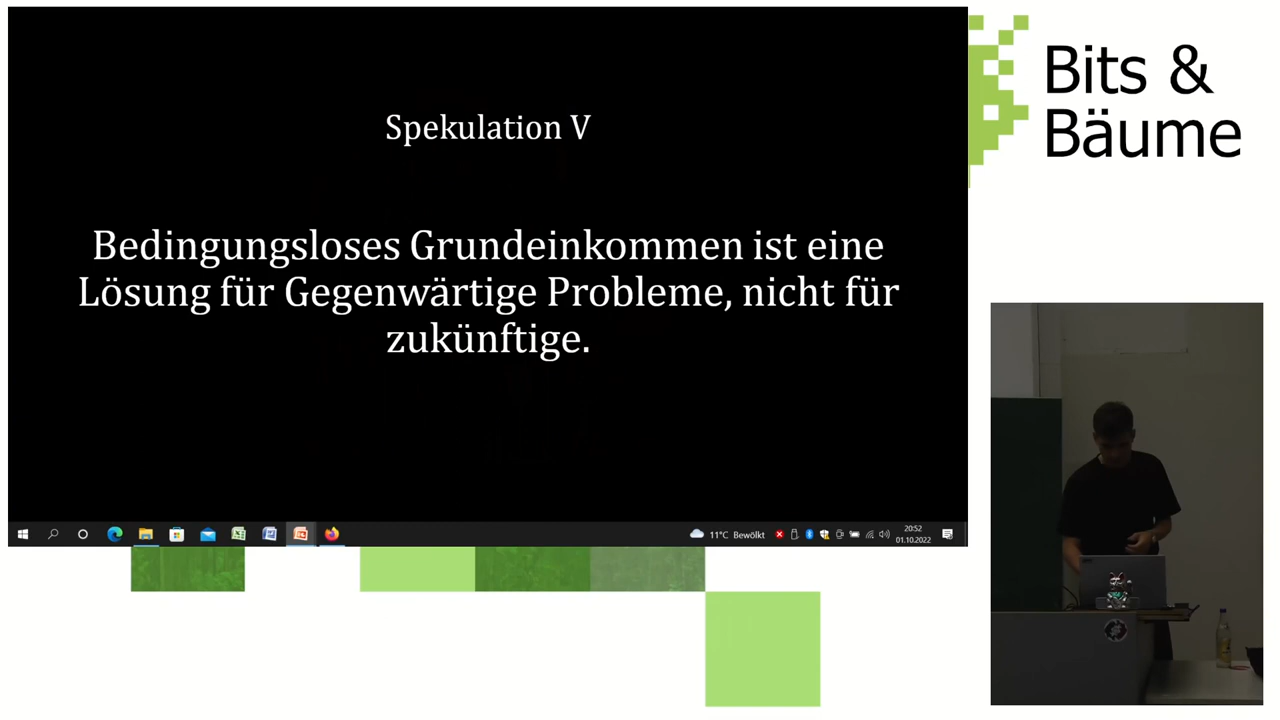 Spekulation V
Bedingungsloses Grundeinkommen ist eine
Lösung für Gegenwärtige Probleme, nicht für
zukünftige.
11°C Bewölkt
20:52
01.10.2022
Bits &
Bäume